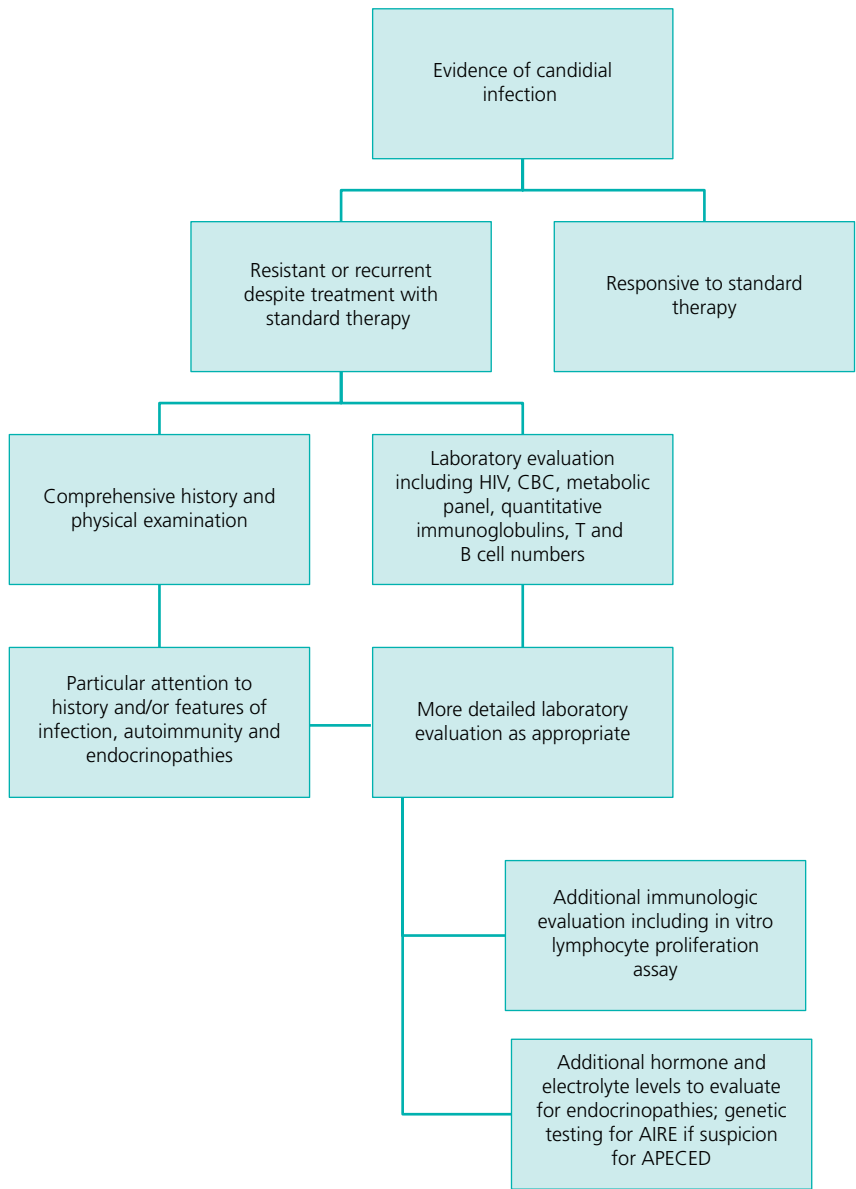 Evidence of candidial
infection
Resistant or recurrent
despite treatment with
standard therapy
Responsive to standard
therapy
Comprehensive history and
physical examination
Laboratory evaluation
including HIV, CBC, metabolic
panel, quantitative
immunoglobulins, T and
B cell numbers
Particular attention to
history and/or features of
infection, autoimmunity and
endocrinopathies
More detailed laboratory
evaluation as appropriate
Additional immunologic
evaluation including in vitro
lymphocyte proliferation
assay
Additional hormone and
electrolyte levels to evaluate
for endocrinopathies; genetic
testing for AIRE if suspicion
for APECED